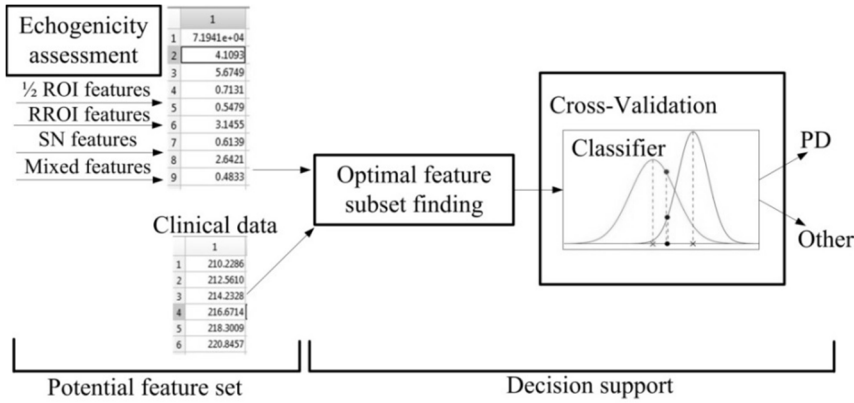 Echogenicity
assessment
½ ROI features
RROI features
SN features
Mixed features
1
1 7.1941e+04
2 4.1093
3 5.6749
4 0.7131
5 0.5479
6 3.1455
7 0.6139
8 2.6421
9 0.4833
Clinical data
1
1 210.2286
2 212.5610
3 214.2328
4 216.6714
5 218.3009
6 220.8457
Optimal feature
subset finding
Cross-Validation
Classifier
PD
Other
Potential feature set
Decision support